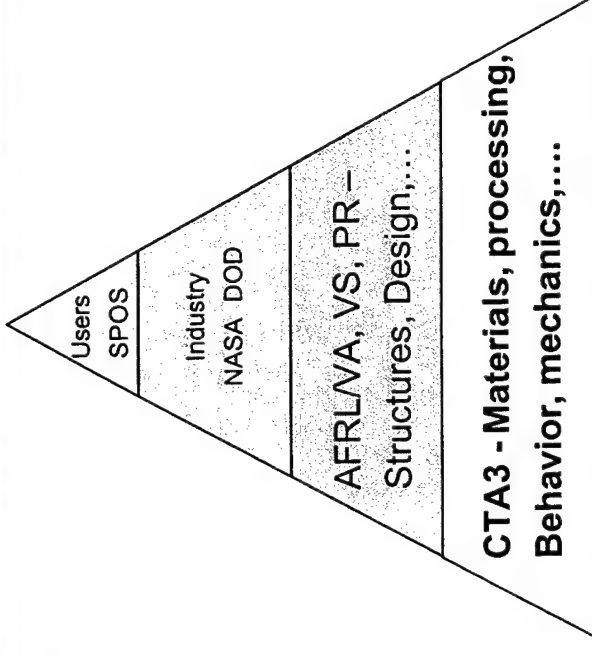 Users
SPOS
Industry
NASA DOD
AFRL/VA, VS, PR –
Structures, Design,...
CTA3 - Materials, processing,
Behavior, mechanics,....